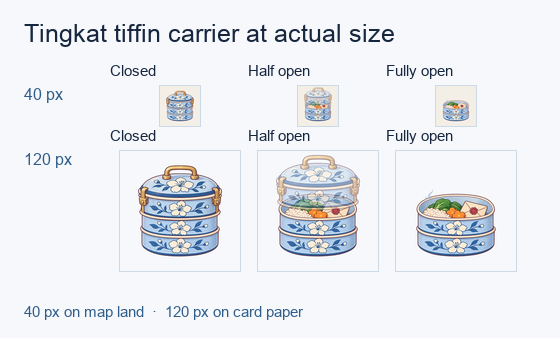 Tingkat tiffin carrier at actual size
Closed Half open Fully open
40 px
Closed Half open Fully open
120 px
40 px on map land · 120 px on card paper